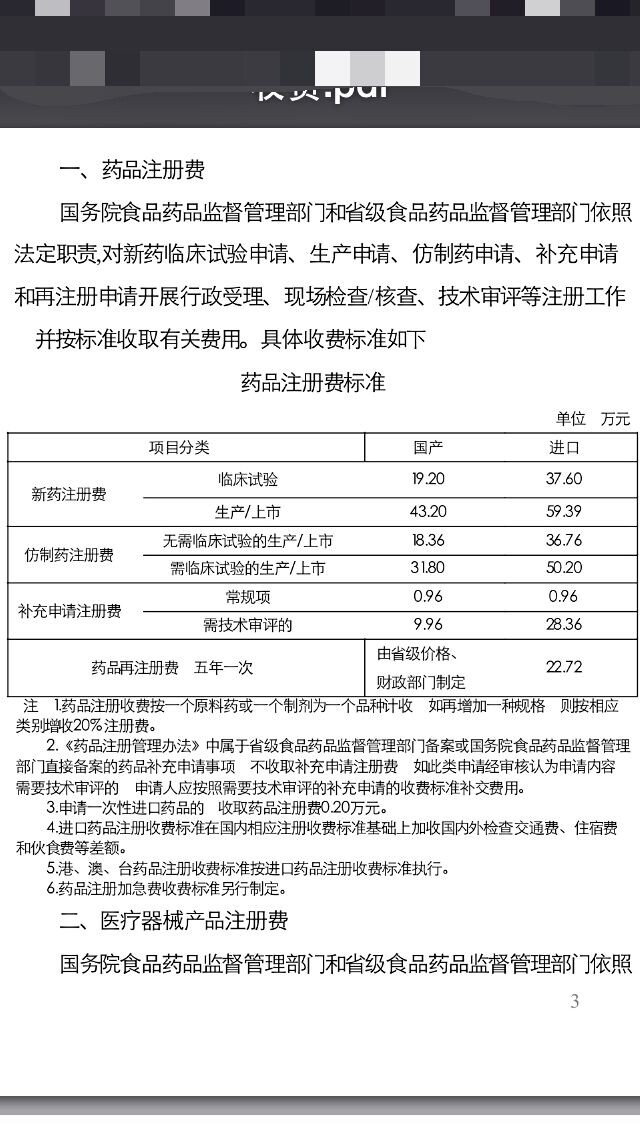 .pdf
一、药品注册费
国务院食品药品监督管理部门和省级食品药品监督管理部门依照
法定职责,对新药临床试验申请、生产申请、仿制药申请、补充申请
和再注册申请开展行政受理、现场检查/核查、技术审评等注册工作
并按标准收取有关费用。具体收费标准如下
药品注册费标准
单位 万元
项目分类 国产 进口
新药注册费 临床试验 19.20 37.60
生产/上市 43.20 59.39
仿制药注册费 无需临床试验的生产/上市 18.36 36.76
需临床试验的生产/上市 31.80 50.20
补充申请注册费 常规项 0.96 0.96
需技术审评的 9.96 28.36
药品再注册费 五年一次 由省级价格、 22.72
财政部门制定
注 1.药品注册收费按一个原料药或一个制剂为一个品种计收 如再增加一种规格 则按相应
类别增收20%注册费。
2.《药品注册管理办法》中属于省级食品药品监督管理部门备案或国务院食品药品监督管理
部门直接备案的药品补充申请事项 不收取补充申请注册费 如此类申请经审核认为申请内容
需要技术审评的 申请人应按照需要技术审评的补充申请的收费标准补交费用。
3.申请一次性进口药品的 收取药品注册费0.20万元。
4.进口药品注册收费标准在国内相应注册收费标准基础上加收国内外检查交通费、住宿费
和伙食费等差额。
5.港、澳、台药品注册收费标准按进口药品注册收费标准执行。
6.药品注册加急费收费标准另行制定。
二、医疗器械产品注册费
国务院食品药品监督管理部门和省级食品药品监督管理部门依照
3